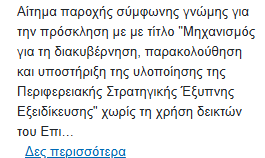 Αίτημα παροχής σύμφωνης γνώμης για
την πρόσκληση με με τίτλο "Μηχανισμός
για τη διακυβέρνηση, παρακολούθηση
και υποστήριξη της υλοποίησης της
Περιφερειακής Στρατηγικής Έξυπνης
Εξειδίκευσης" χωρίς τη χρήση δεικτών
του Επι…
Δες περισσότερα